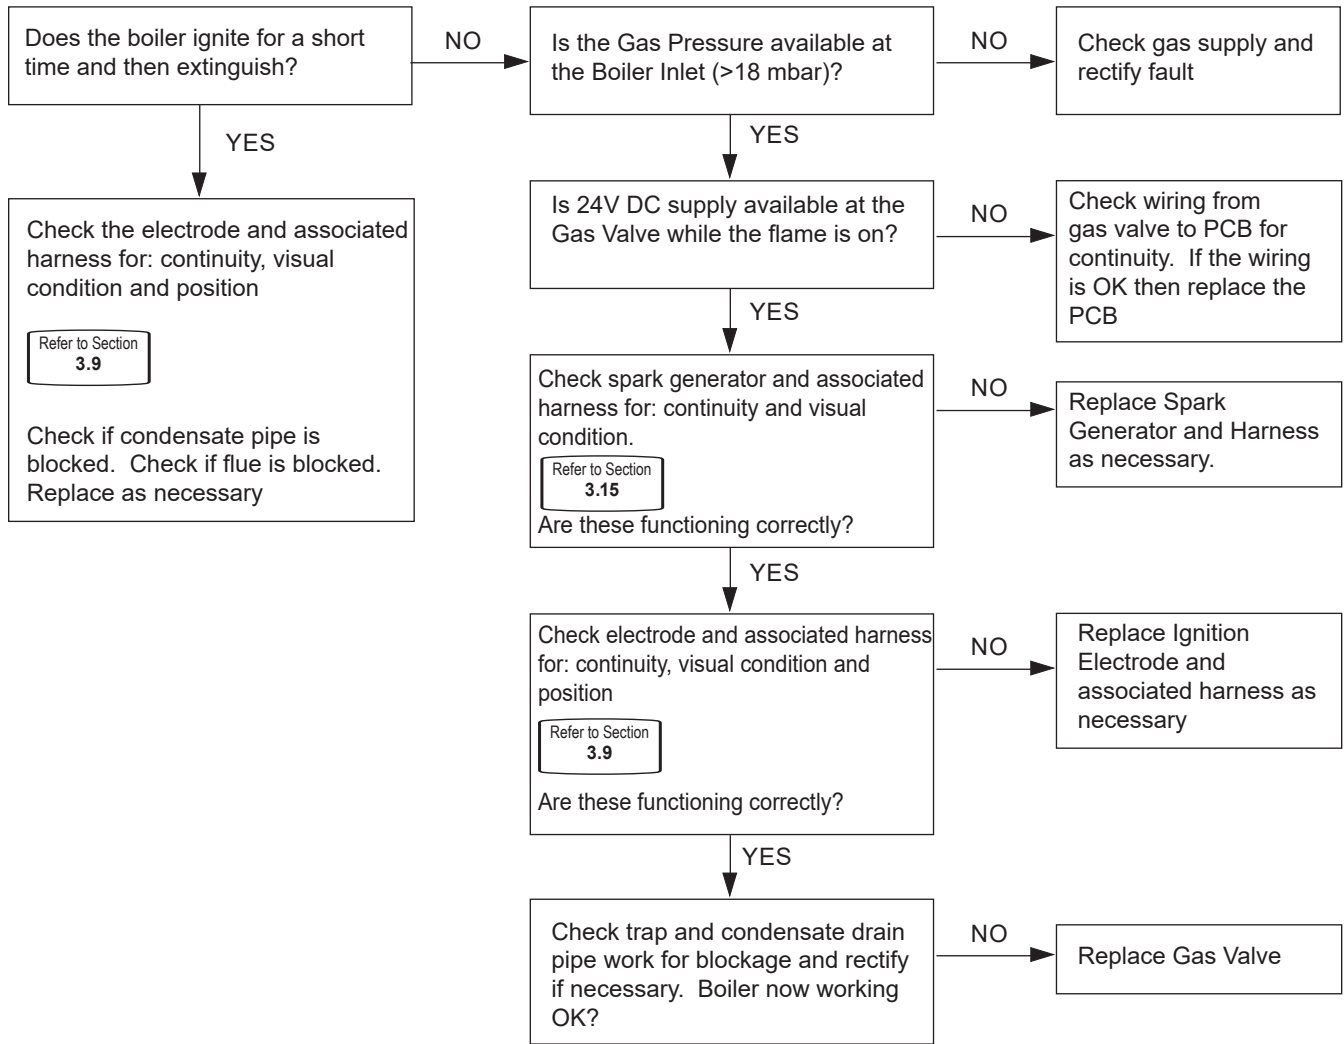 Does the boiler ignite for a short
time and then extinguish?
NO
Is the Gas Pressure available at
the Boiler Inlet (>18 mbar)?
NO
Check gas supply and
rectify fault
YES
YES
Check the electrode and associated
harness for: continuity, visual
condition and position
Refer to Section
3.9
Check if condensate pipe is
blocked.  Check if flue is blocked.
Replace as necessary
Is 24V DC supply available at the
Gas Valve while the flame is on?
NO
Check wiring from
gas valve to PCB for
continuity.  If the wiring
is OK then replace the
PCB
YES
Check spark generator and associated
harness for: continuity and visual
condition.
Refer to Section
3.15
Are these functioning correctly?
NO
Replace Spark
Generator and Harness
as necessary.
YES
Check electrode and associated harness
for: continuity, visual condition and
position
Refer to Section
3.9
Are these functioning correctly?
NO
Replace Ignition
Electrode and
associated harness as
necessary
YES
Check trap and condensate drain
pipe work for blockage and rectify
if necessary.  Boiler now working
OK?
NO
Replace Gas Valve